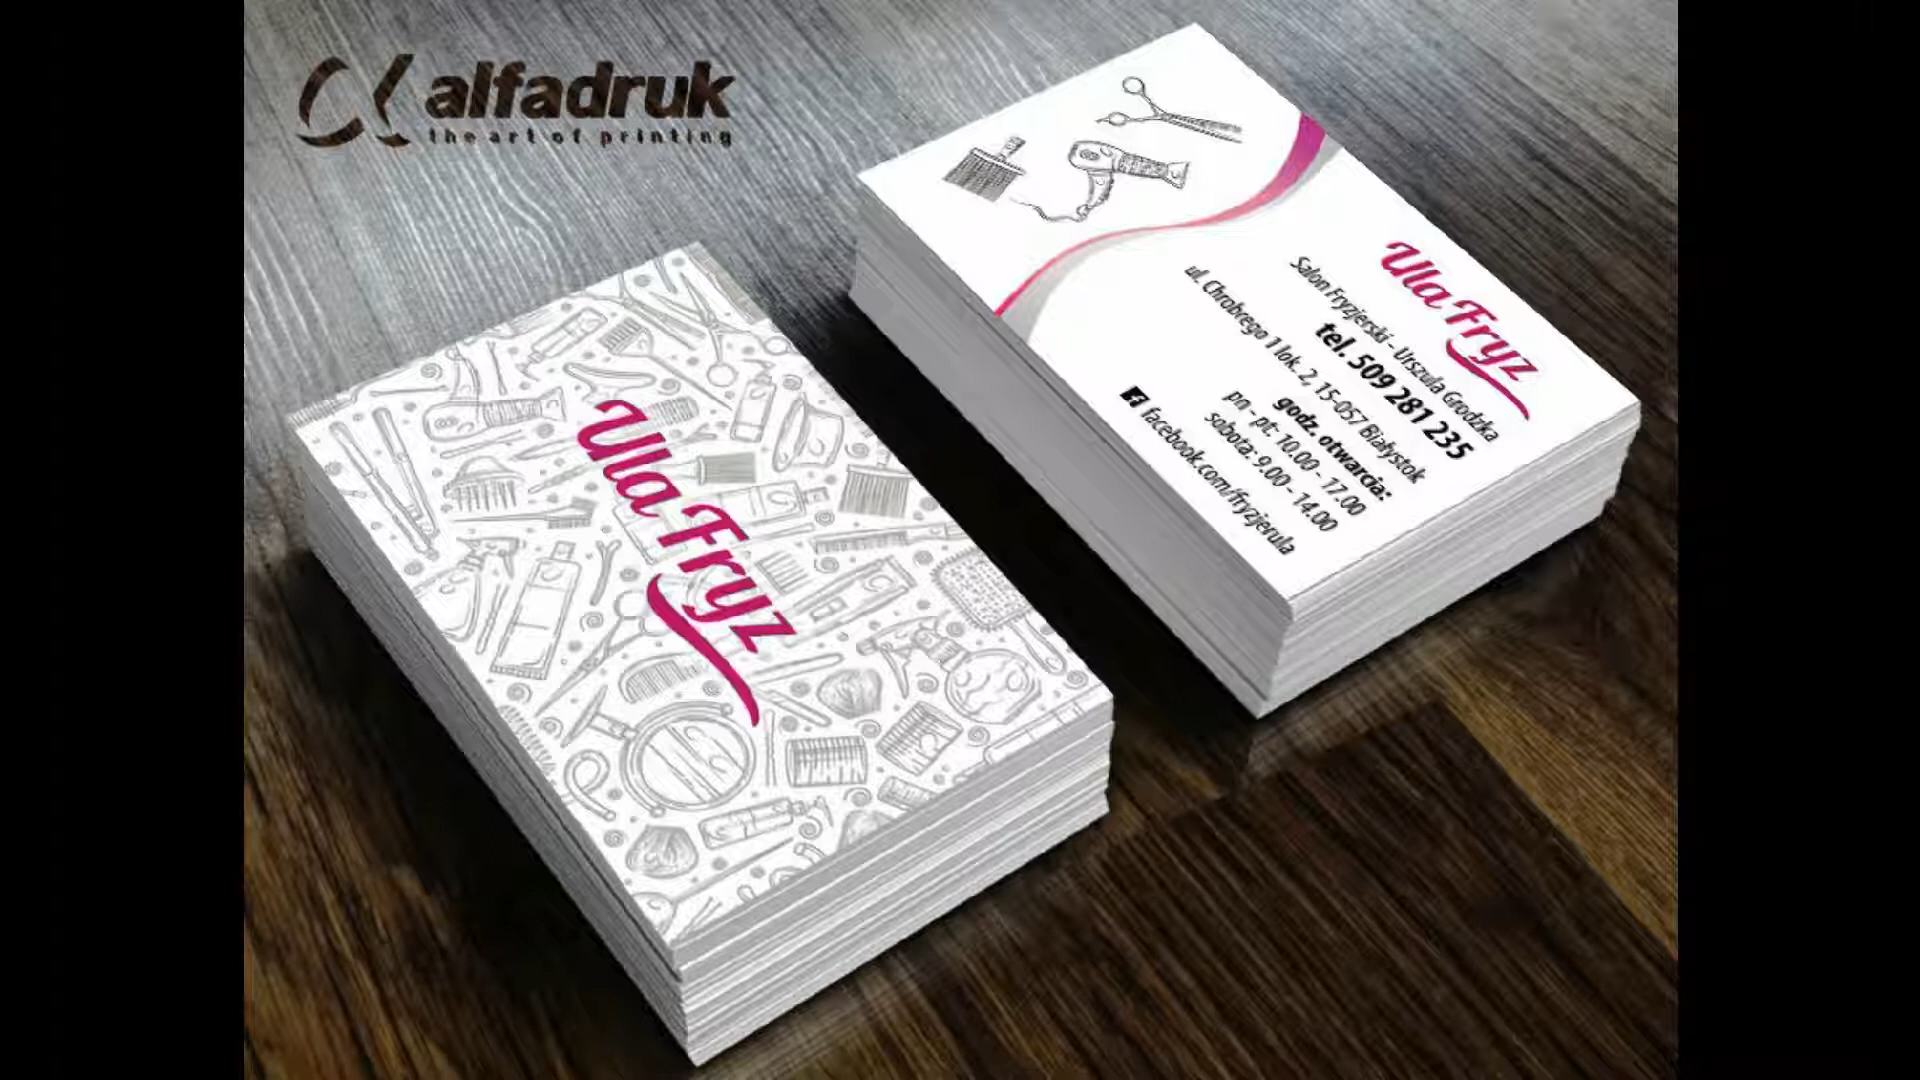 alfadruk
the art of printing
Ula Fryz
Ula Fryz
Salon Fryzjerski - Urszula Grodzka
tel. 509 281 235
ul. Chrobrego 1 lok. 2, 15-057 Białystok
godz. otwarcia:
pn - pt: 10.00 - 17.00
sobota: 9.00 - 14.00
facebook.com/fryzjerula